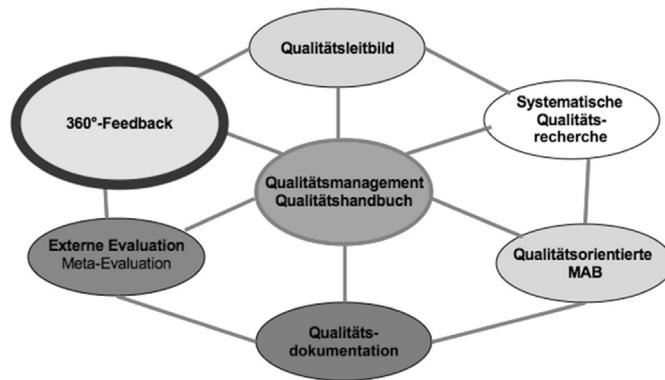 Qualitätsleitbild
360°-Feedback
Systematische
Qualitäts-
recherche
Qualitätsmanagement
Qualitätshandbuch
Externe Evaluation
Meta-Evaluation
Qualitätsorientierte
MAB
Qualitäts-
dokumentation